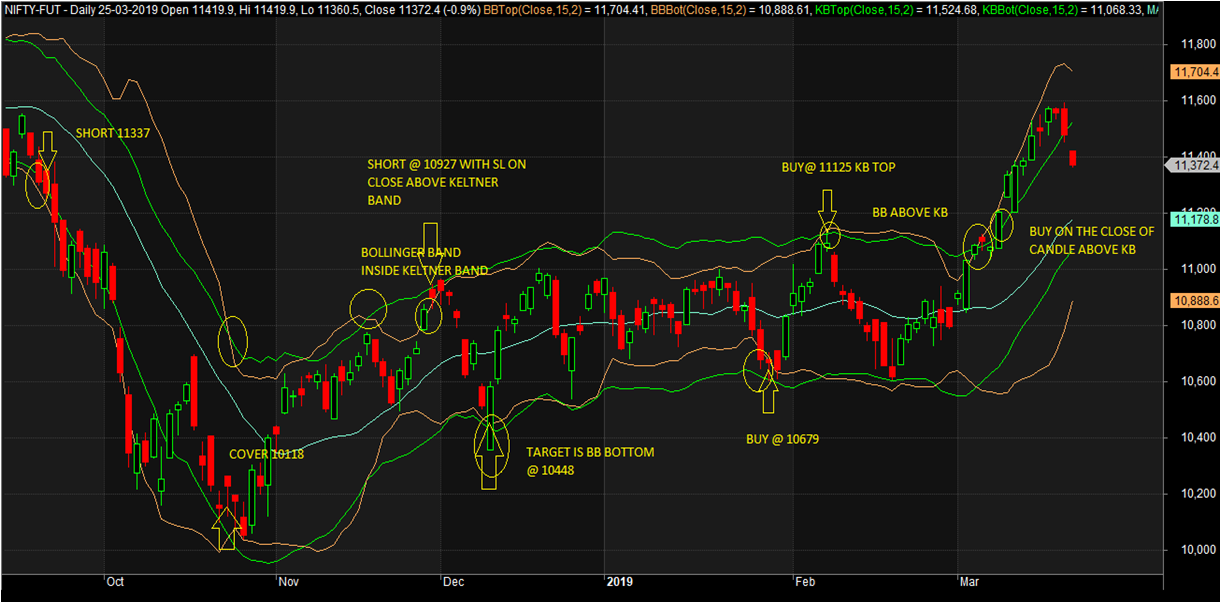 NIFTY-FUT - Daily 25-03-2019 Open 11419.9, Hi 11419.9, Lo 11360.5, Close 11372.4 (-0.9%) BBTop(Close,15,2) = 11,704.41, BBBot(Close,15,2) = 10,888.61, KBTop(Close,15,2) = 11,524.68, KBBot(Close,15,2) = 11,068.33,
11,800
11,704.4
11,600
SHORT 11337
SHORT @ 10927 WITH SL ON
CLOSE ABOVE KELTNER
BAND
BUY@ 11125 KB TOP
11,400
11,372.4
BB ABOVE KB
11,178.8
BUY ON THE CLOSE OF
CANDLE ABOVE KB
BOLLINGER BAND
INSIDE KELTNER BAND
11,000
10,888.6
10,800
10,600
BUY @ 10679
10,400
COVER 10118
TARGET IS BB BOTTOM
@ 10448
10,200
10,000
Oct
Nov
Dec
2019
Feb
Mar